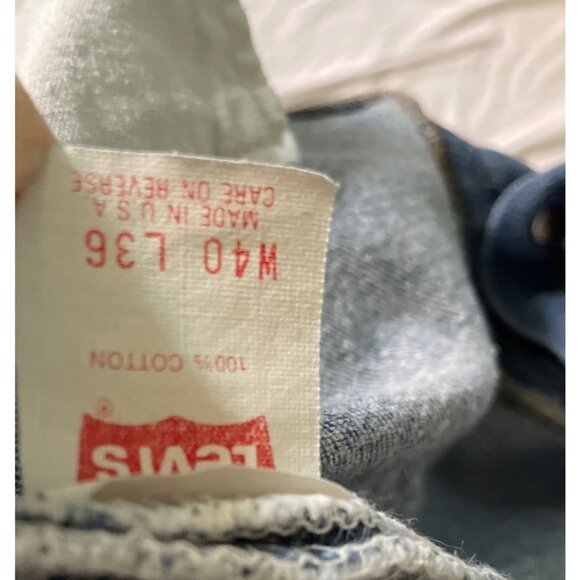 Levi's
®
100% COTTON
W40 L36
MADE IN U S A
CARE ON REVERSE